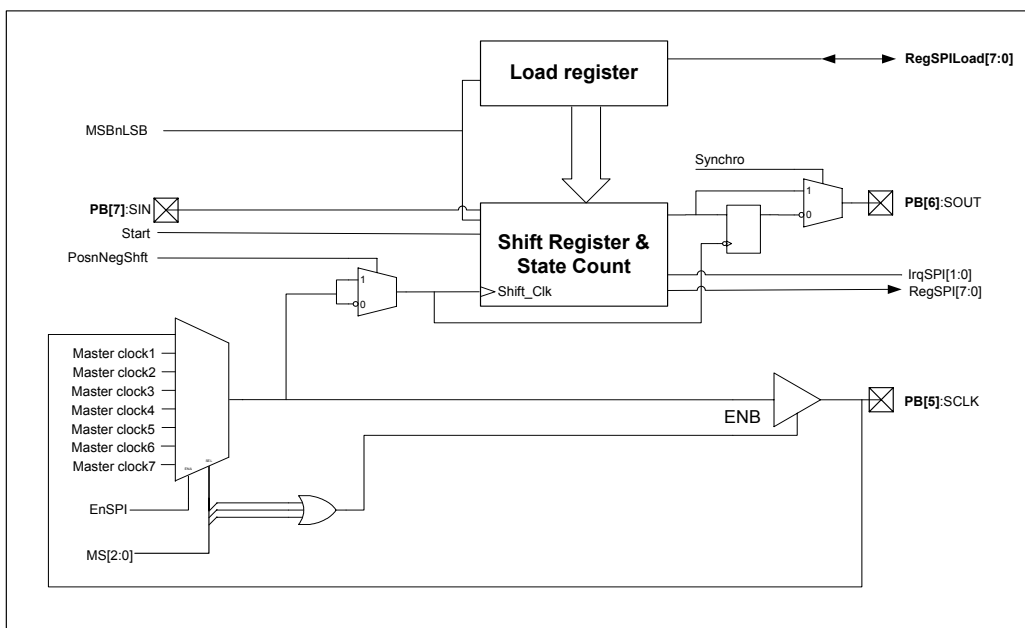 Load register
RegSPILoad[7:0]
MSBnLSB
Synchro
1
0
PB[7]:SIN
PB[6]:SOUT
Start
Shift Register &
State Count
PosnNegShft
1
0
IrqSPI[1:0]
RegSPI[7:0]
Shift_Clk
Master clock1
Master clock2
Master clock3
Master clock4
Master clock5
Master clock6
Master clock7
ENB
PB[5]:SCLK
SEL
EnSPI
MS[2:0]